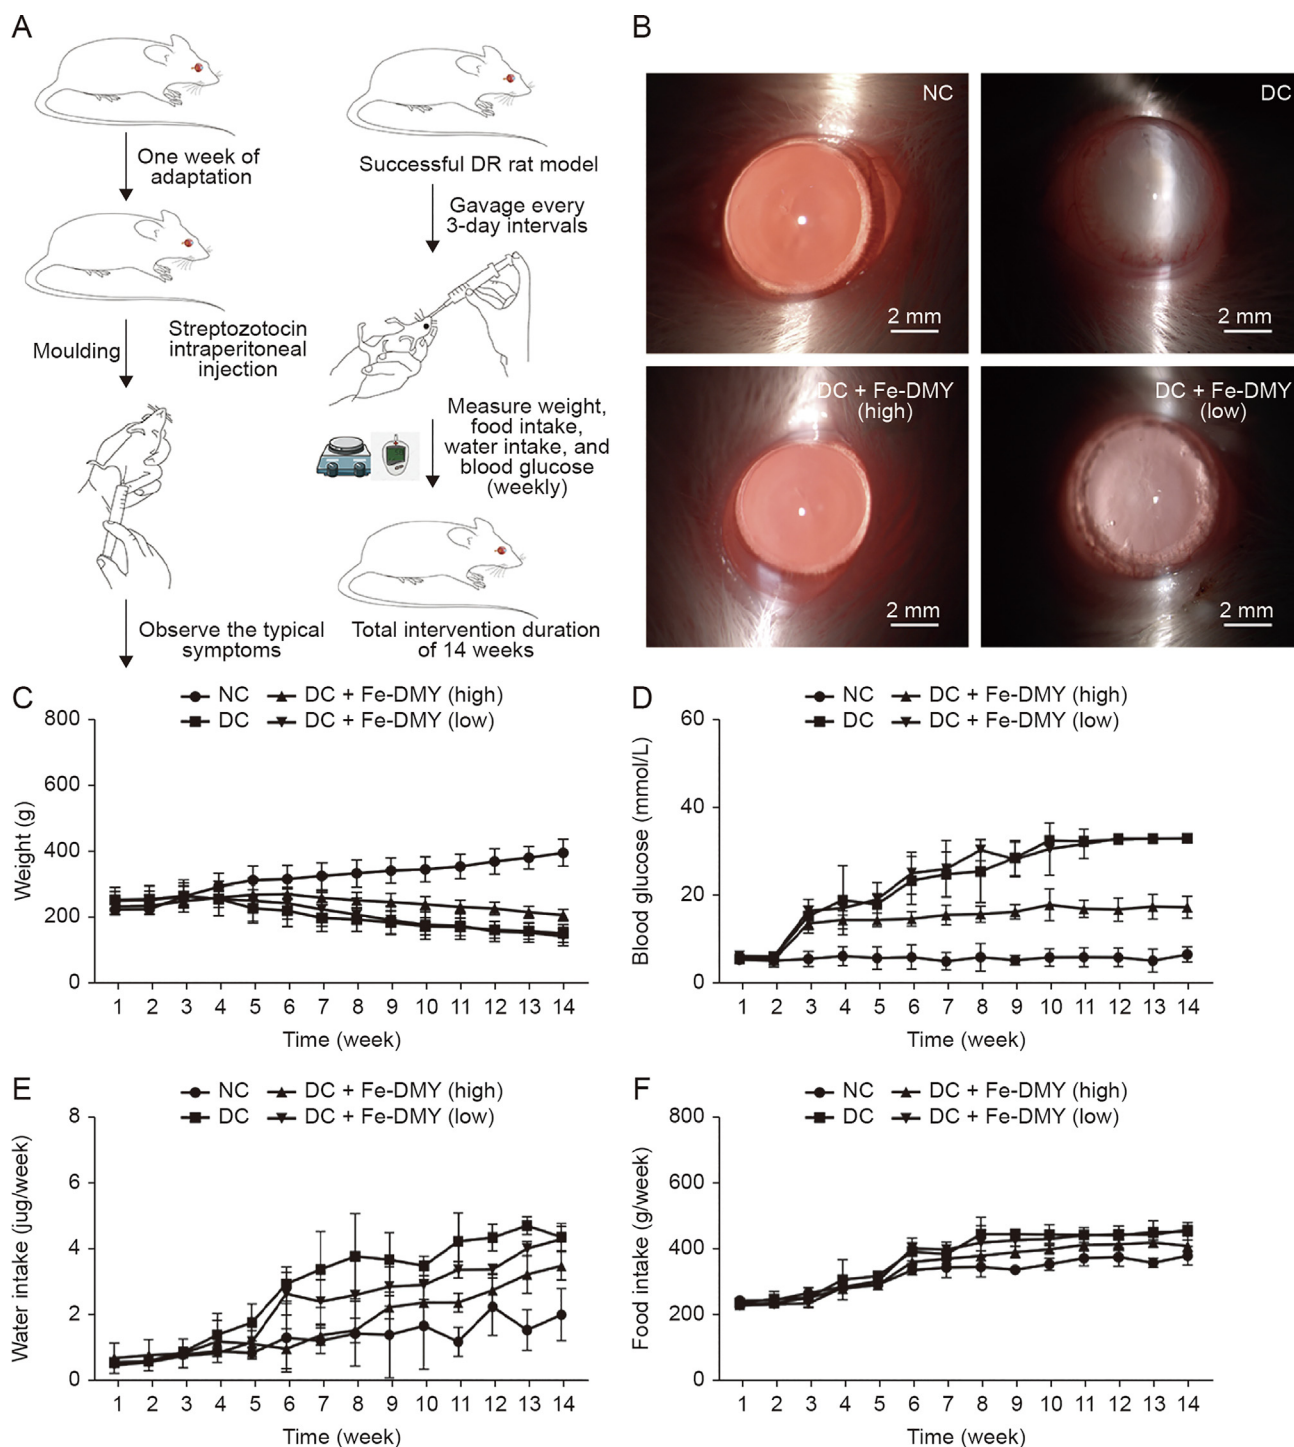 A
One week of
adaptation
Moulding
Streptozotocin
intraperitoneal
injection
Observe the typical
symptoms
Successful DR rat model
Gavage every
3-day intervals
Measure weight,
food intake,
water intake, and
blood glucose
(weekly)
Total intervention duration
of 14 weeks
B
NC
2 mm
DC
2 mm
DC + Fe-DMY
(high)
2 mm
DC + Fe-DMY
(low)
2 mm
C
NC DC + Fe-DMY (high)
DC DC + Fe-DMY (low)
Weight (g)
800
600
400
200
0
1 2 3 4 5 6 7 8 9 10 11 12 13 14
Time (week)
D
NC DC + Fe-DMY (high)
DC DC + Fe-DMY (low)
Blood glucose (mmol/L)
60
40
20
0
1 2 3 4 5 6 7 8 9 10 11 12 13 14
Time (week)
E
NC DC + Fe-DMY (high)
DC DC + Fe-DMY (low)
Water intake (jug/week)
8
6
4
2
0
1 2 3 4 5 6 7 8 9 10 11 12 13 14
Time (week)
F
NC DC + Fe-DMY (high)
DC DC + Fe-DMY (low)
Food intake (g/week)
800
600
400
200
0
1 2 3 4 5 6 7 8 9 10 11 12 13 14
Time (week)